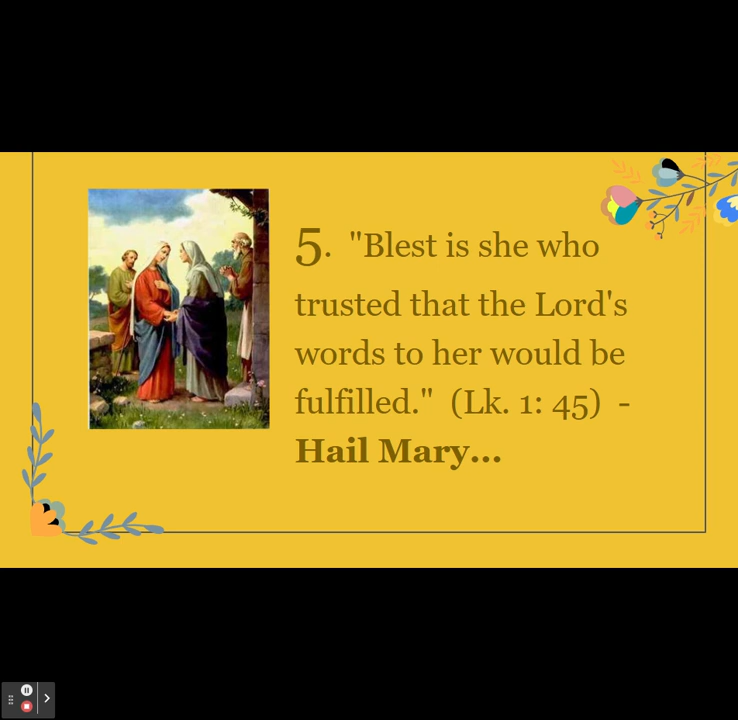 5. "Blest is she who
trusted that the Lord's
words to her would be
fulfilled." (Lk. 1: 45) -
Hail Mary...